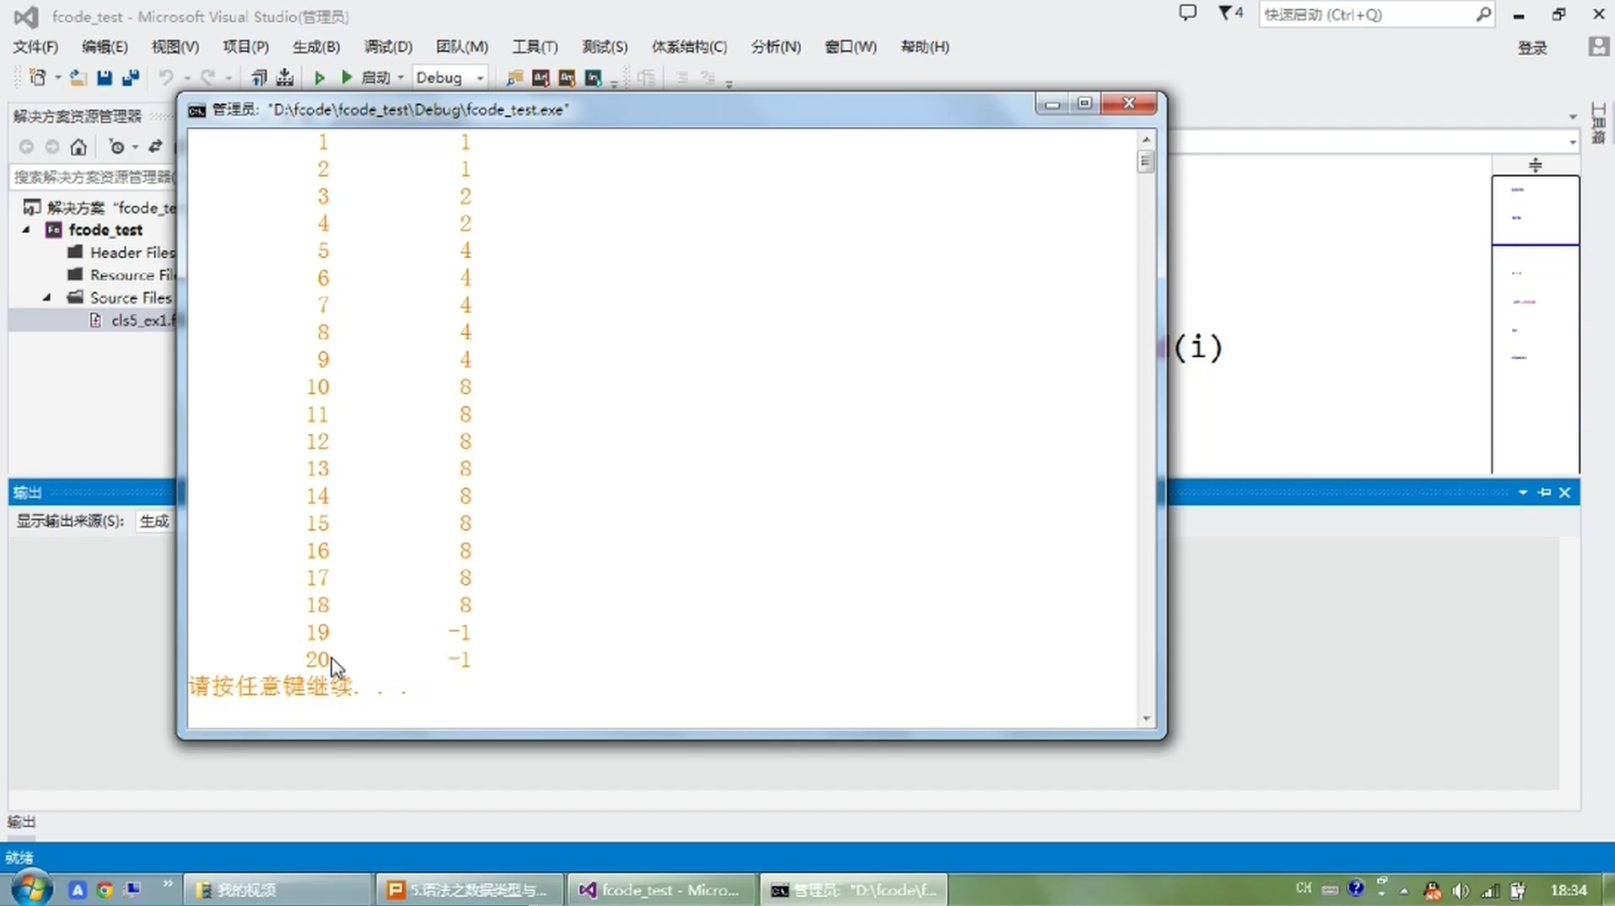 fcode_test - Microsoft Visual Studio(管理员)
4
快速启动 (Ctrl+Q)
文件(F) 编辑(E) 视图(V) 项目(P) 生成(B) 调试(D) 团队(M) 工具(T) 测试(S) 体系结构(C) 分析(N) 窗口(W) 帮助(H)
登录
启动 Debug
解决方案资源管理器
管理员: "D:\fcode\fcode_test\Debug\fcode_test.exe"
工具箱
搜索解决方案资源管理器(
解决方案 "fcode_te
fcode_test
Header Files
Resource Fil
Source Files
cls5_ex1.f
1 1
2 1
3 2
4 2
5 4
6 4
7 4
8 4
9 4
10 8
11 8
12 8
13 8
14 8
15 8
16 8
17 8
18 8
19 -1
20 -1
请按任意键继续. . .
(i)
输出
显示输出来源(S): 生成
输出
就绪
我的视频
5.语法之数据类型与...
fcode_test - Micro...
管理员: "D:\fcode\f...
CH
18:34